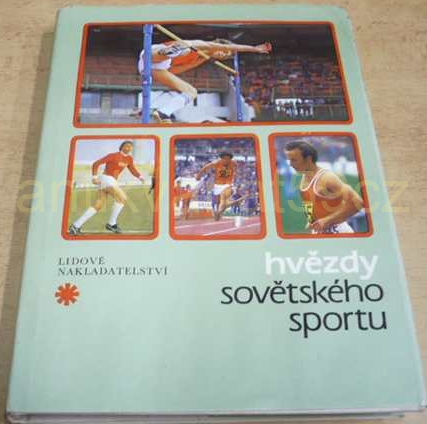 LIDOVÉ
NAKLADATELSTVÍ
hvězdy
sovětského
sportu